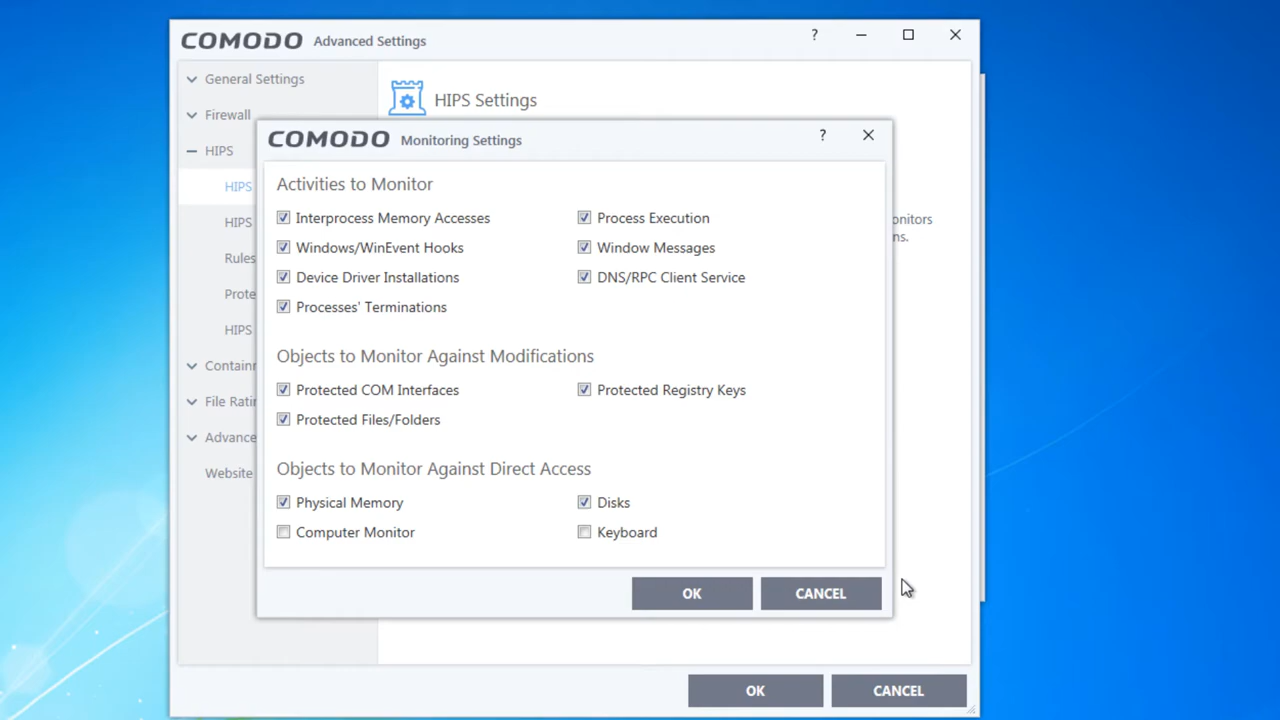 COMODO Advanced Settings ?
General Settings
HIPS Settings
Firewall
COMODO Monitoring Settings ?
HIPS
Activities to Monitor
HIPS
Interprocess Memory Accesses Process Execution
HIPS
onitors
Windows/WinEvent Hooks Window Messages
ns.
Rules
Device Driver Installations DNS/RPC Client Service
Prote
Processes' Terminations
HIPS
Objects to Monitor Against Modifications
Contain
Protected COM Interfaces Protected Registry Keys
File Ratin
Protected Files/Folders
Advance
Objects to Monitor Against Direct Access
Website
Physical Memory Disks
Computer Monitor Keyboard
OK CANCEL
OK CANCEL